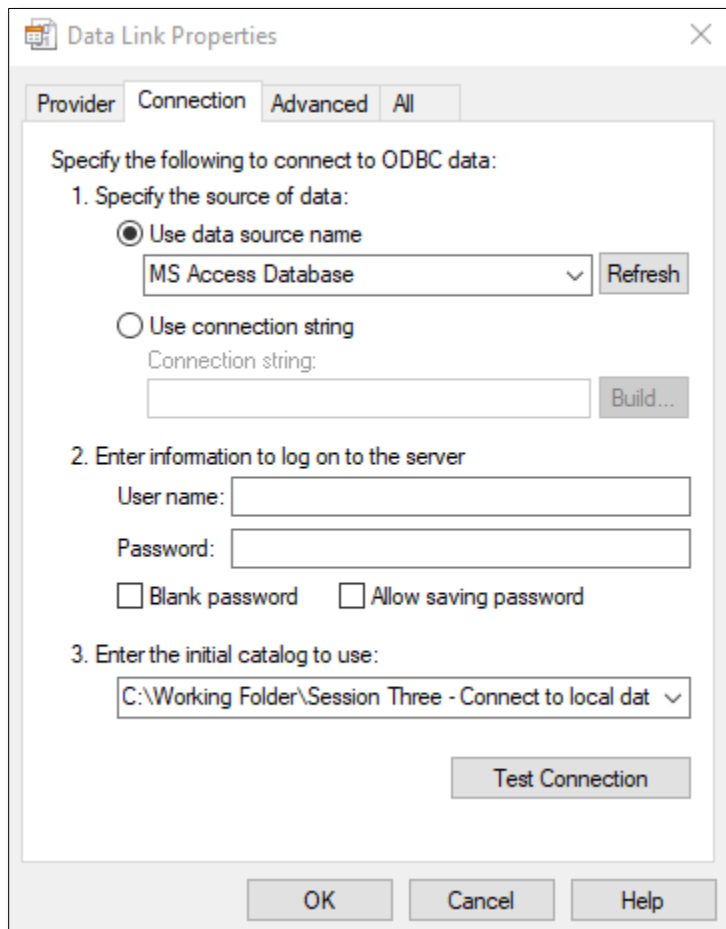 Data Link Properties
Provider Connection Advanced All
Specify the following to connect to ODBC data:
1. Specify the source of data:
Use data source name
MS Access Database Refresh
Use connection string
Connection string:
Build...
2. Enter information to log on to the server
User name:
Password:
Blank password Allow saving password
3. Enter the initial catalog to use:
C:\Working Folder\Session Three - Connect to local dat
Test Connection
OK Cancel Help